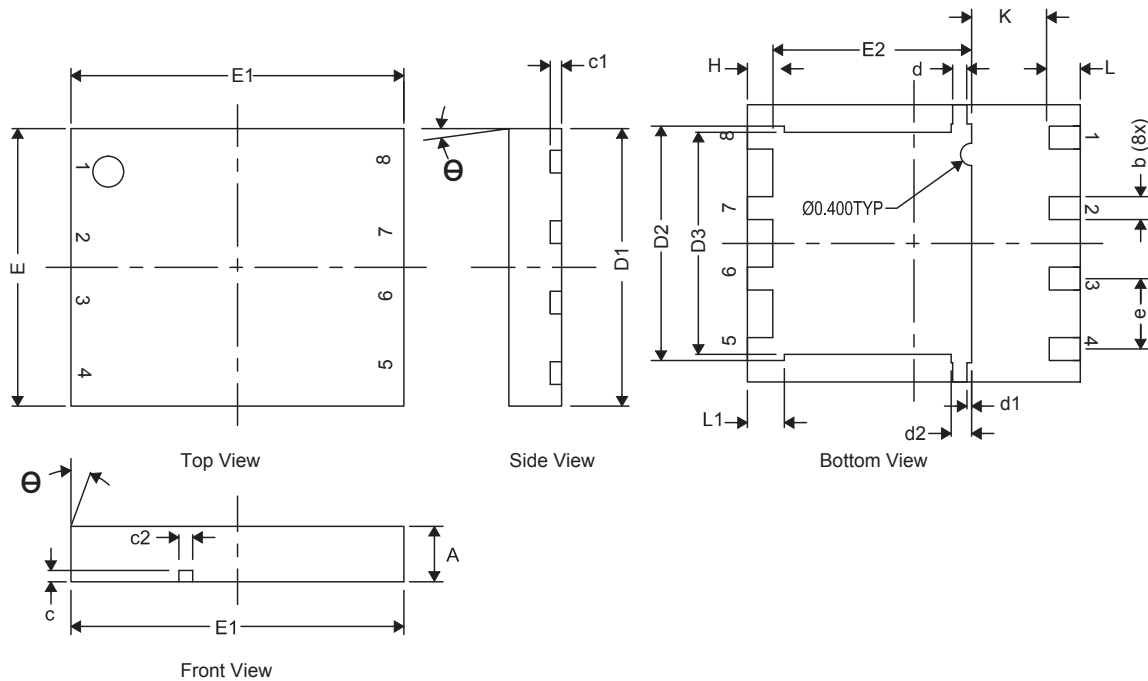 E1
E
1
2
3
4
8
7
6
5
Top View
c1
Θ
D1
Side View
K
E2
H
d
L
8
7
6
5
1
2
3
4
b (8x)
Ø0.400TYP
D2
D3
e
L1
d1
d2
Bottom View
Θ
c2
A
c
E1
Front View